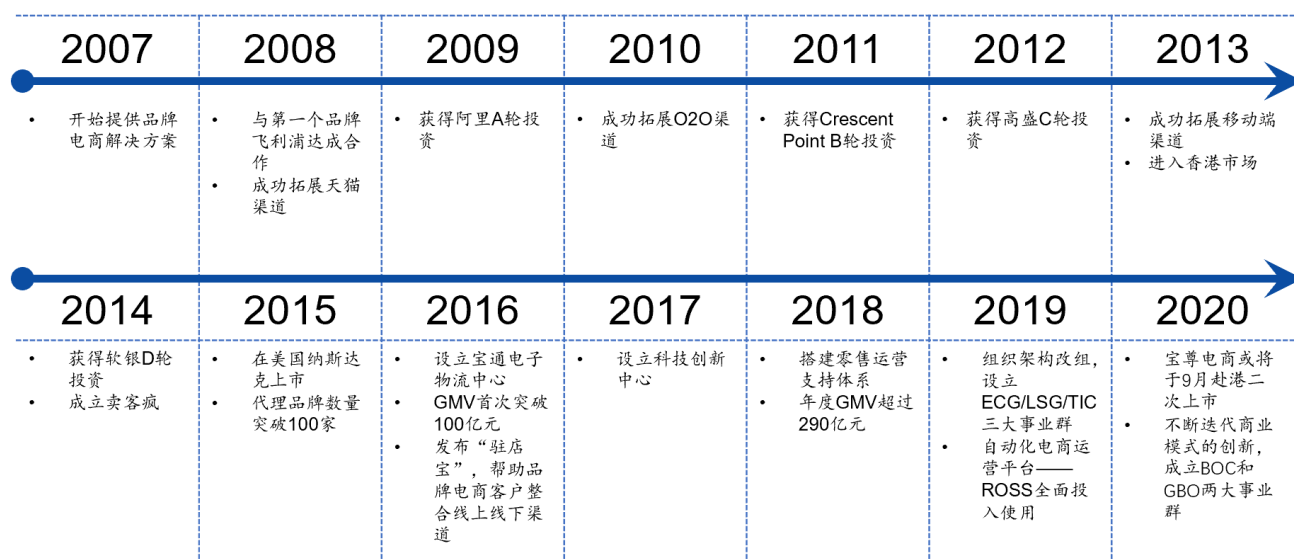 2007
2008
2009
2010
2011
2012
2013
• 开始提供品牌
电商解决方案
• 与第一个品牌
飞利浦达成合
作
• 成功拓展天猫
渠道
• 获得阿里A轮投
资
• 成功拓展O2O渠
道
• 获得Crescent
Point B轮投资
• 获得高盛C轮投
资
• 成功拓展移动端
渠道
• 进入香港市场
2014
2015
2016
2017
2018
2019
2020
• 获得软银D轮
投资
• 成立卖客疯
• 在美国纳斯达
克上市
• 代理品牌数量
突破100家
• 设立宝通电子
物流中心
• GMV首次突破
100亿元
• 发布“驻店
宝”，帮助品
牌电商客户整
合线上线下渠
道
• 设立科技创新
中心
• 搭建零售运营
支持体系
• 年度GMV超过
290亿元
• 组织架构改组，
设立
ECG/LSG/TIC
三大事业群
• 自动化电商运
营平台——
ROSS全面投
入使用
• 宝尊电商或将
于9月赴港二
次上市
• 不断迭代商业
模式的创新，
成立BOC和
GBO两大事业
群